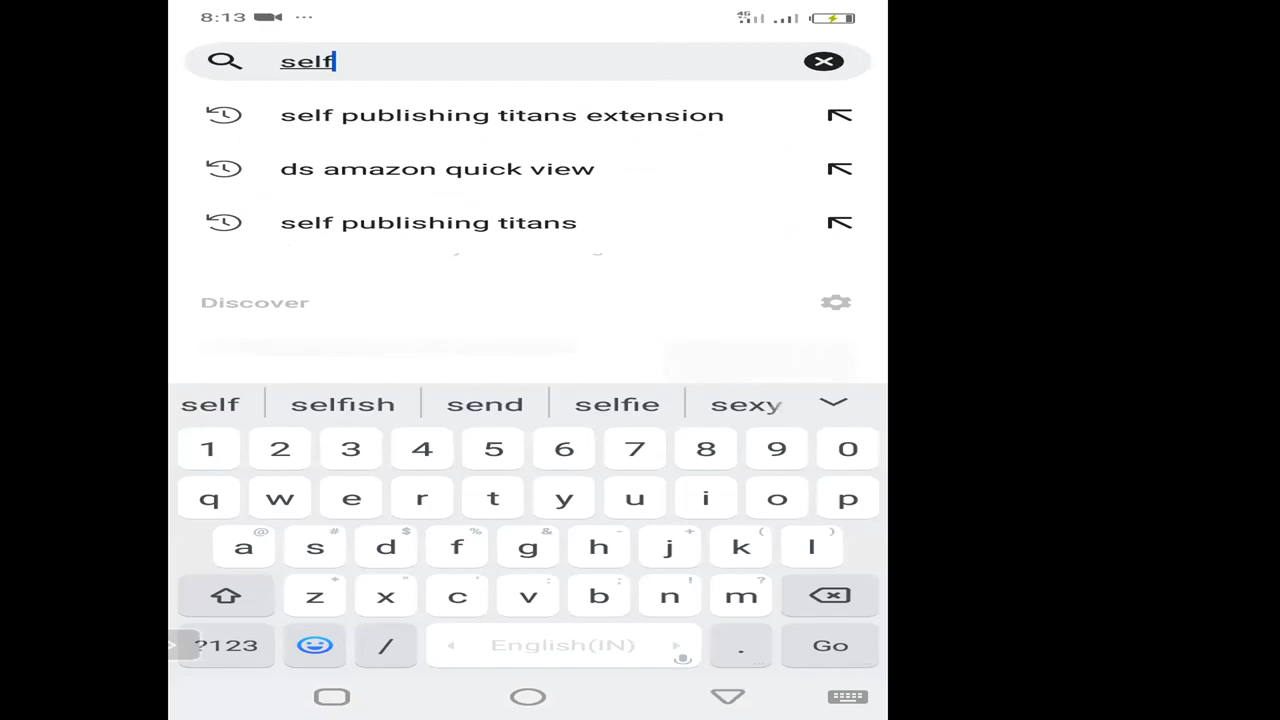 8:13 ...
4G
self
self publishing titans extension
ds amazon quick view
self publishing titans
Discover
self selfish send selfie sexy
1 2 3 4 5 6 7 8 9 0
q w e r t y u i o p
@ # $ % & - + ( )
a s d f g h j k l
* " ' : ; ! ?
z x c v b n m
?123 / English(IN) . Go